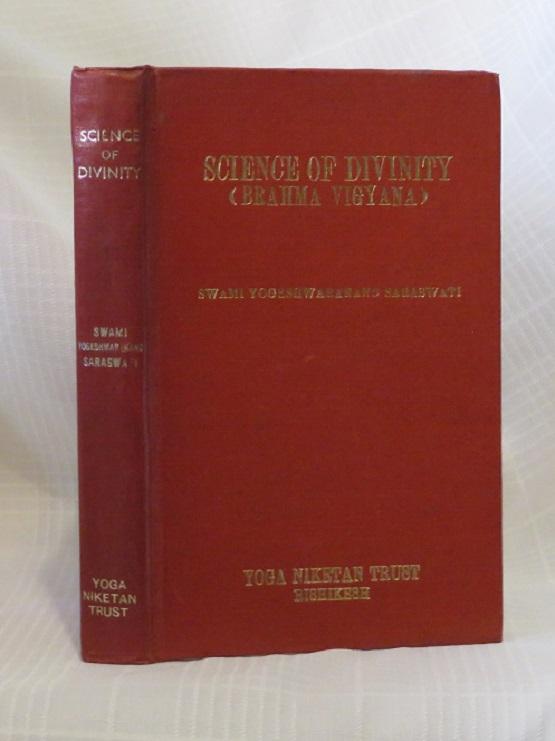 SCIENCE
OF
DIVINITY
SWAMI
YOGESHWARANAND
SARASWATI
YOGA
NIKETAN
TRUST
SCIENCE OF DIVINITY
(BRAHMA VIGYANA)
SWAMI YOGESHWARANAND SARASWATI
YOGA NIKETAN TRUST
RISHIKESH